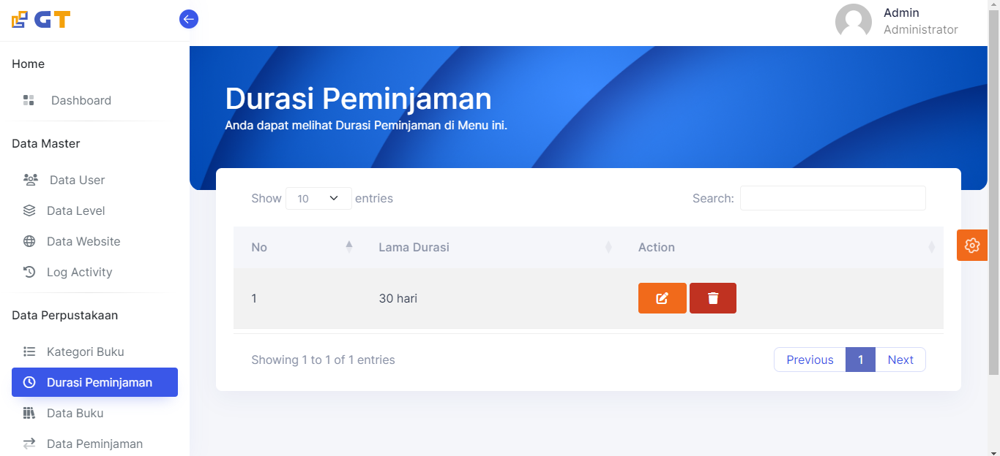 GT
Admin
Administrator
Home
Dashboard
Data Master
Data User
Data Level
Data Website
Log Activity
Data Perpustakaan
Kategori Buku
Durasi Peminjaman
Data Buku
Data Peminjaman
Durasi Peminjaman
Anda dapat melihat Durasi Peminjaman di Menu ini.
Show 10 entries Search:
No Lama Durasi Action
1 30 hari
Showing 1 to 1 of 1 entries Previous 1 Next